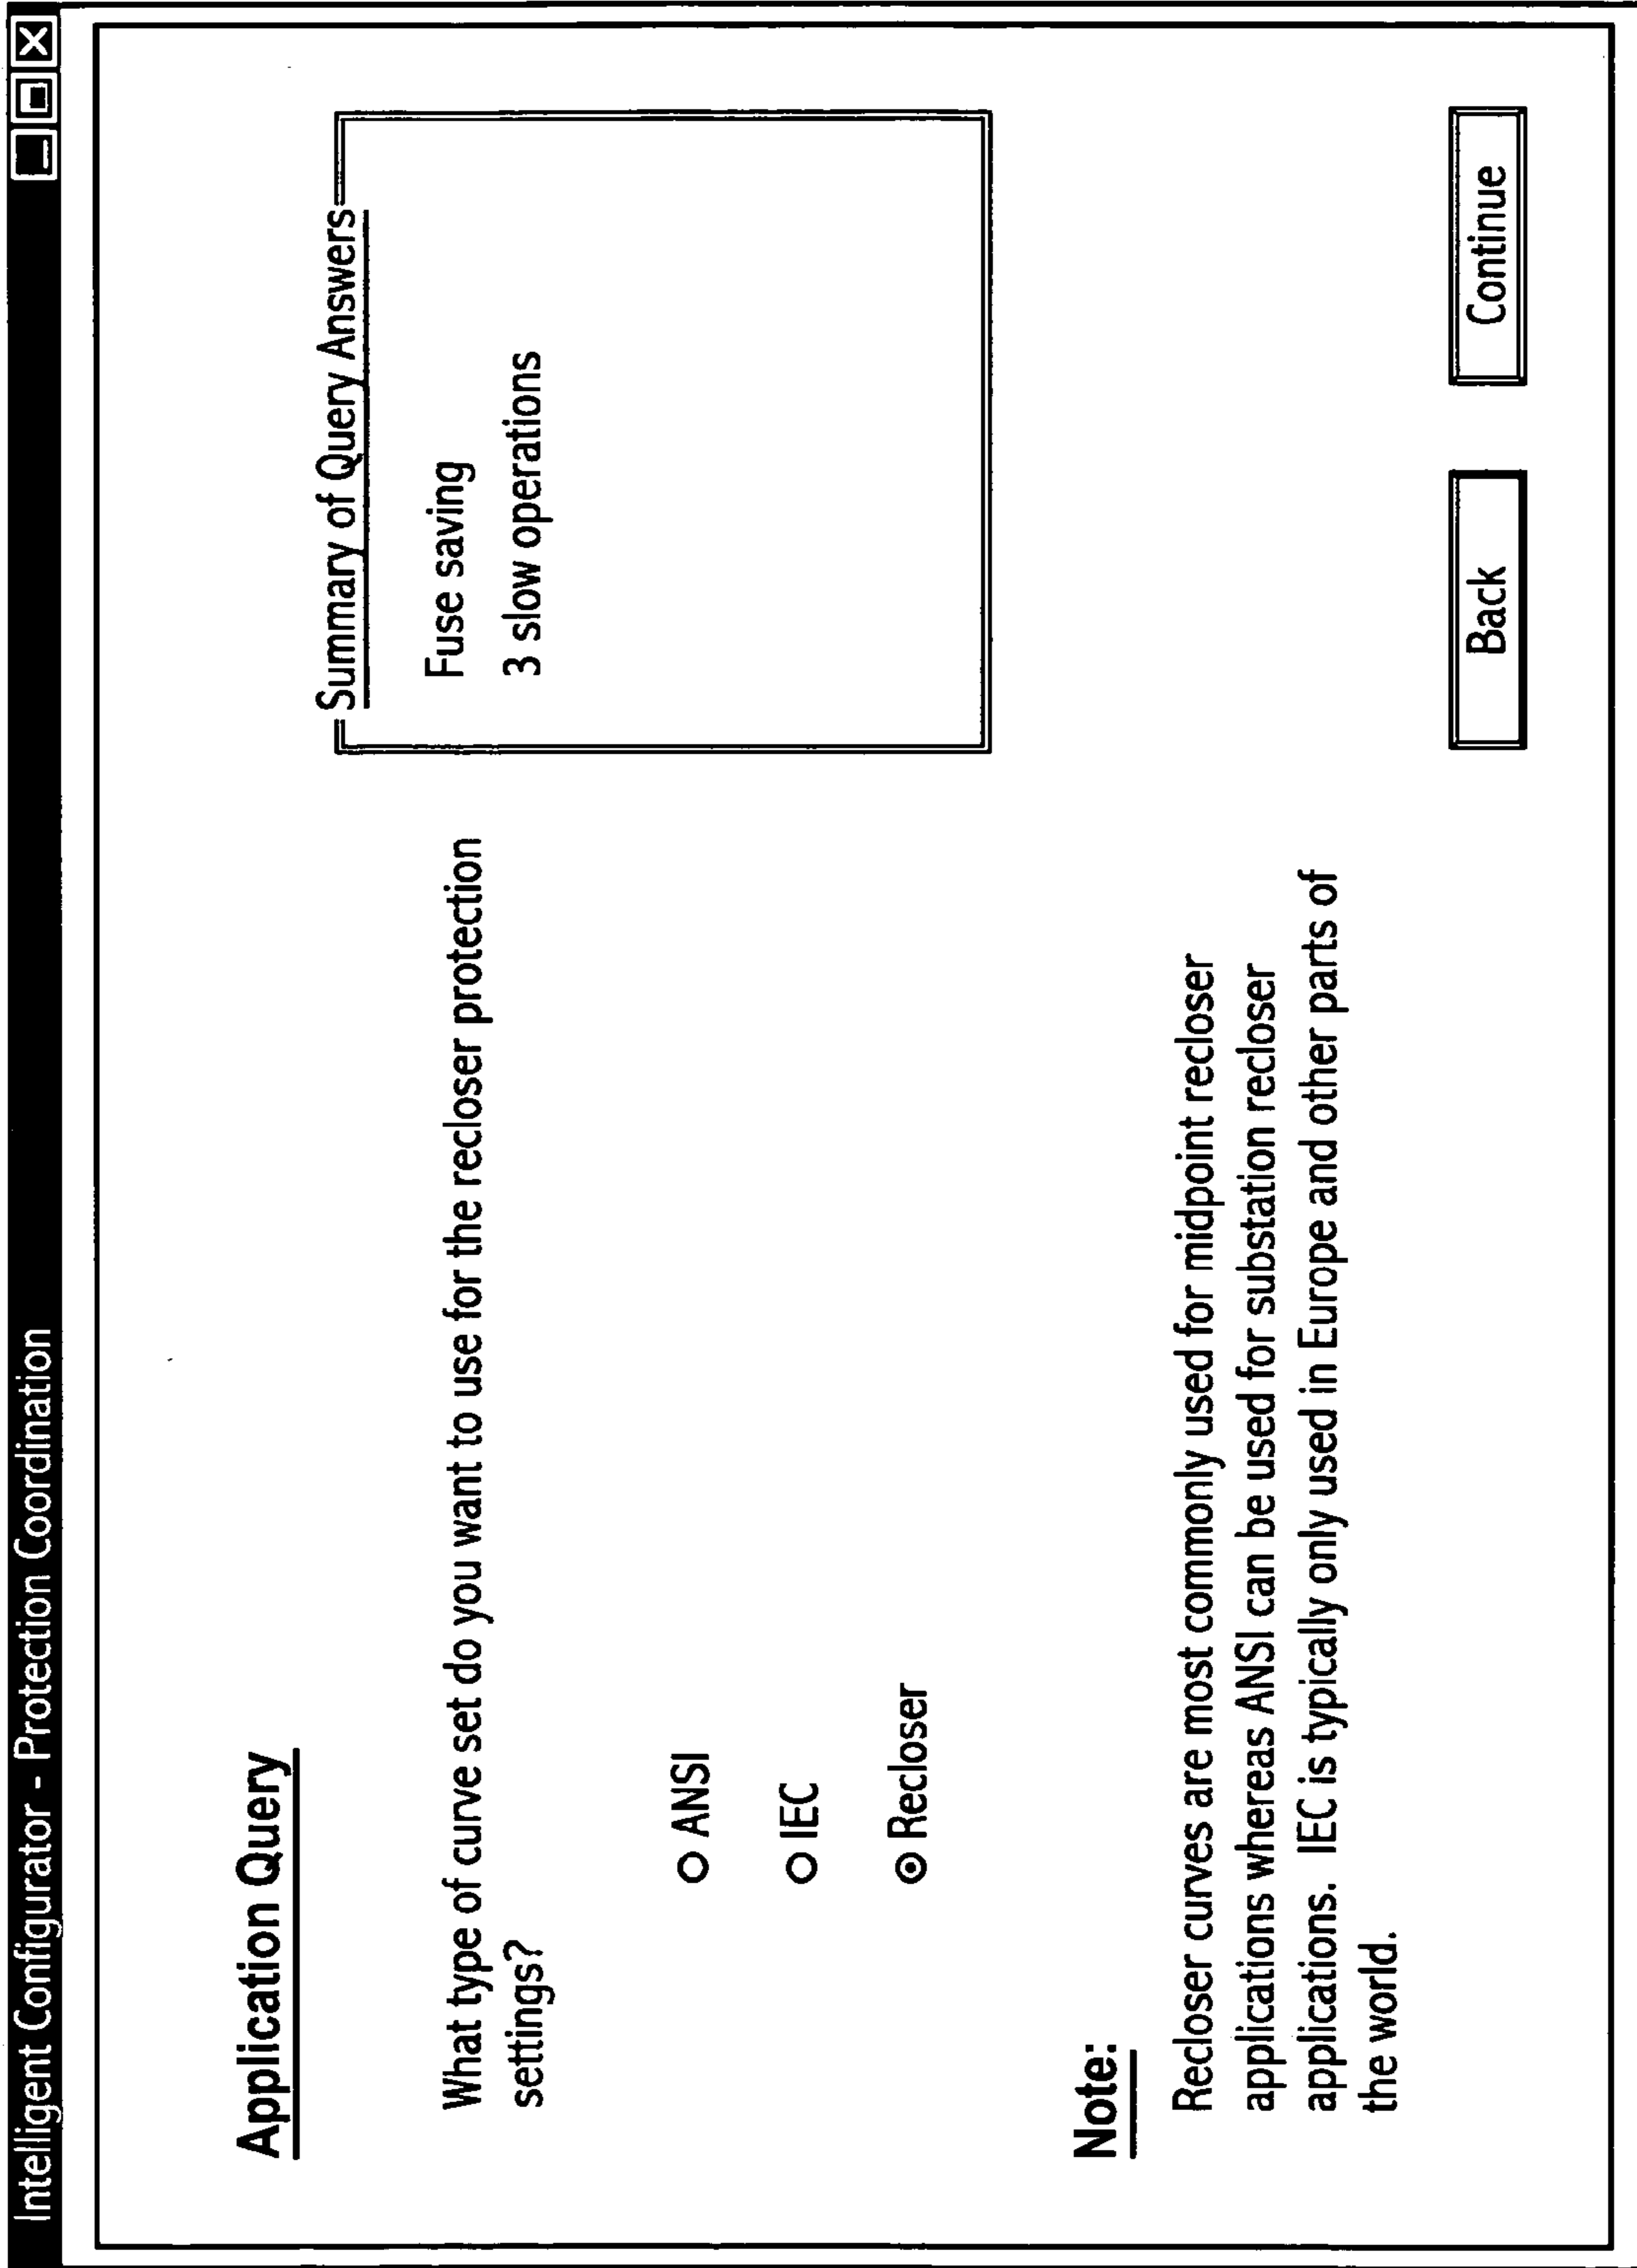 Intelligent Configurator - Protection Coordination
Application Query
What type of curve set do you want to use for the recloser protection
settings?
ANSI
IEC
Recloser
Summary of Query Answers
Fuse saving
3 slow operations
Note:
Recloser curves are most commonly used for midpoint recloser
applications whereas ANSI can be used for substation recloser
applications. IEC is typically only used in Europe and other parts of
the world.
Back
Continue